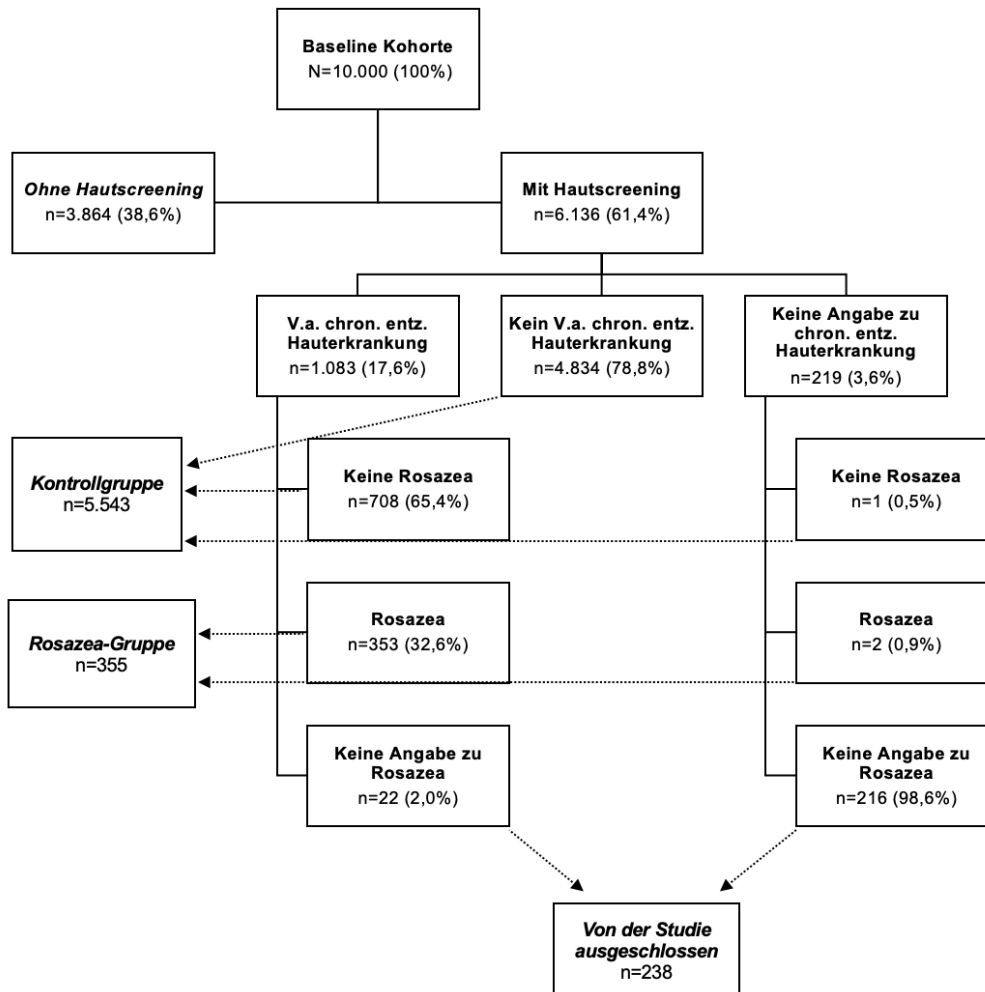 Baseline Kohorte
N=10.000 (100%)
Ohne Hautscreening
n=3.864 (38,6%)
Mit Hautscreening
n=6.136 (61,4%)
V.a. chron. entz.
Hauterkrankung
n=1.083 (17,6%)
Kein V.a. chron. entz.
Hauterkrankung
n=4.834 (78,8%)
Keine Angabe zu
chron. entz.
Hauterkrankung
n=219 (3,6%)
Kontrollgruppe
n=5.543
Keine Rosazea
n=708 (65,4%)
Keine Rosazea
n=1 (0,5%)
Rosazea-Gruppe
n=355
Rosazea
n=353 (32,6%)
Rosazea
n=2 (0,9%)
Keine Angabe zu
Rosazea
n=22 (2,0%)
Keine Angabe zu
Rosazea
n=216 (98,6%)
Von der Studie
ausgeschlossen
n=238